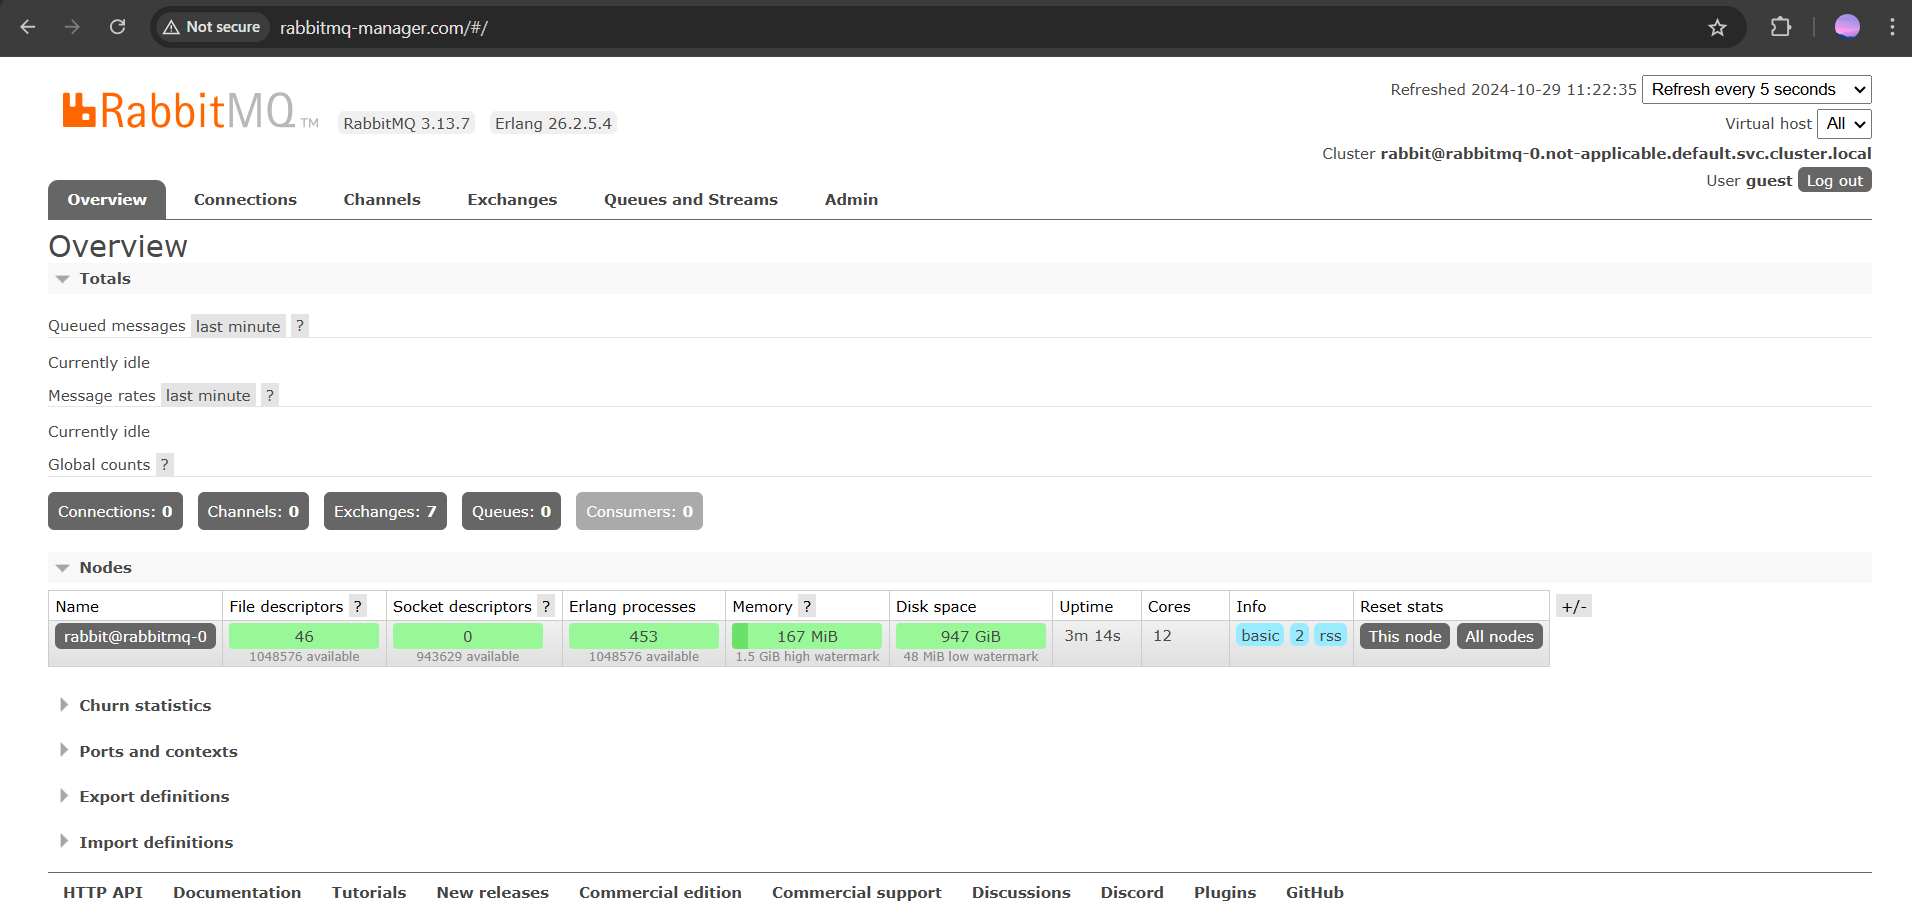 Not secure rabbitmq-manager.com/#/
RabbitMQ TM RabbitMQ 3.13.7 Erlang 26.2.5.4
Refreshed 2024-10-29 11:22:35 Refresh every 5 seconds
Virtual host All
Cluster rabbit@rabbitmq-0.not-applicable.default.svc.cluster.local
User guest Log out
Overview Connections Channels Exchanges Queues and Streams Admin
Overview
Totals
Queued messages last minute ?
Currently idle
Message rates last minute ?
Currently idle
Global counts ?
Connections: 0 Channels: 0 Exchanges: 7 Queues: 0 Consumers: 0
Nodes
Name File descriptors ? Socket descriptors ? Erlang processes Memory ? Disk space Uptime Cores Info Reset stats +/-
rabbit@rabbitmq-0 46 0 453 167 MiB 947 GiB 3m 14s 12 basic 2 rss This node All nodes
1048576 available 943629 available 1048576 available 1.5 GiB high watermark 48 MiB low watermark
Churn statistics
Ports and contexts
Export definitions
Import definitions
HTTP API Documentation Tutorials New releases Commercial edition Commercial support Discussions Discord Plugins GitHub